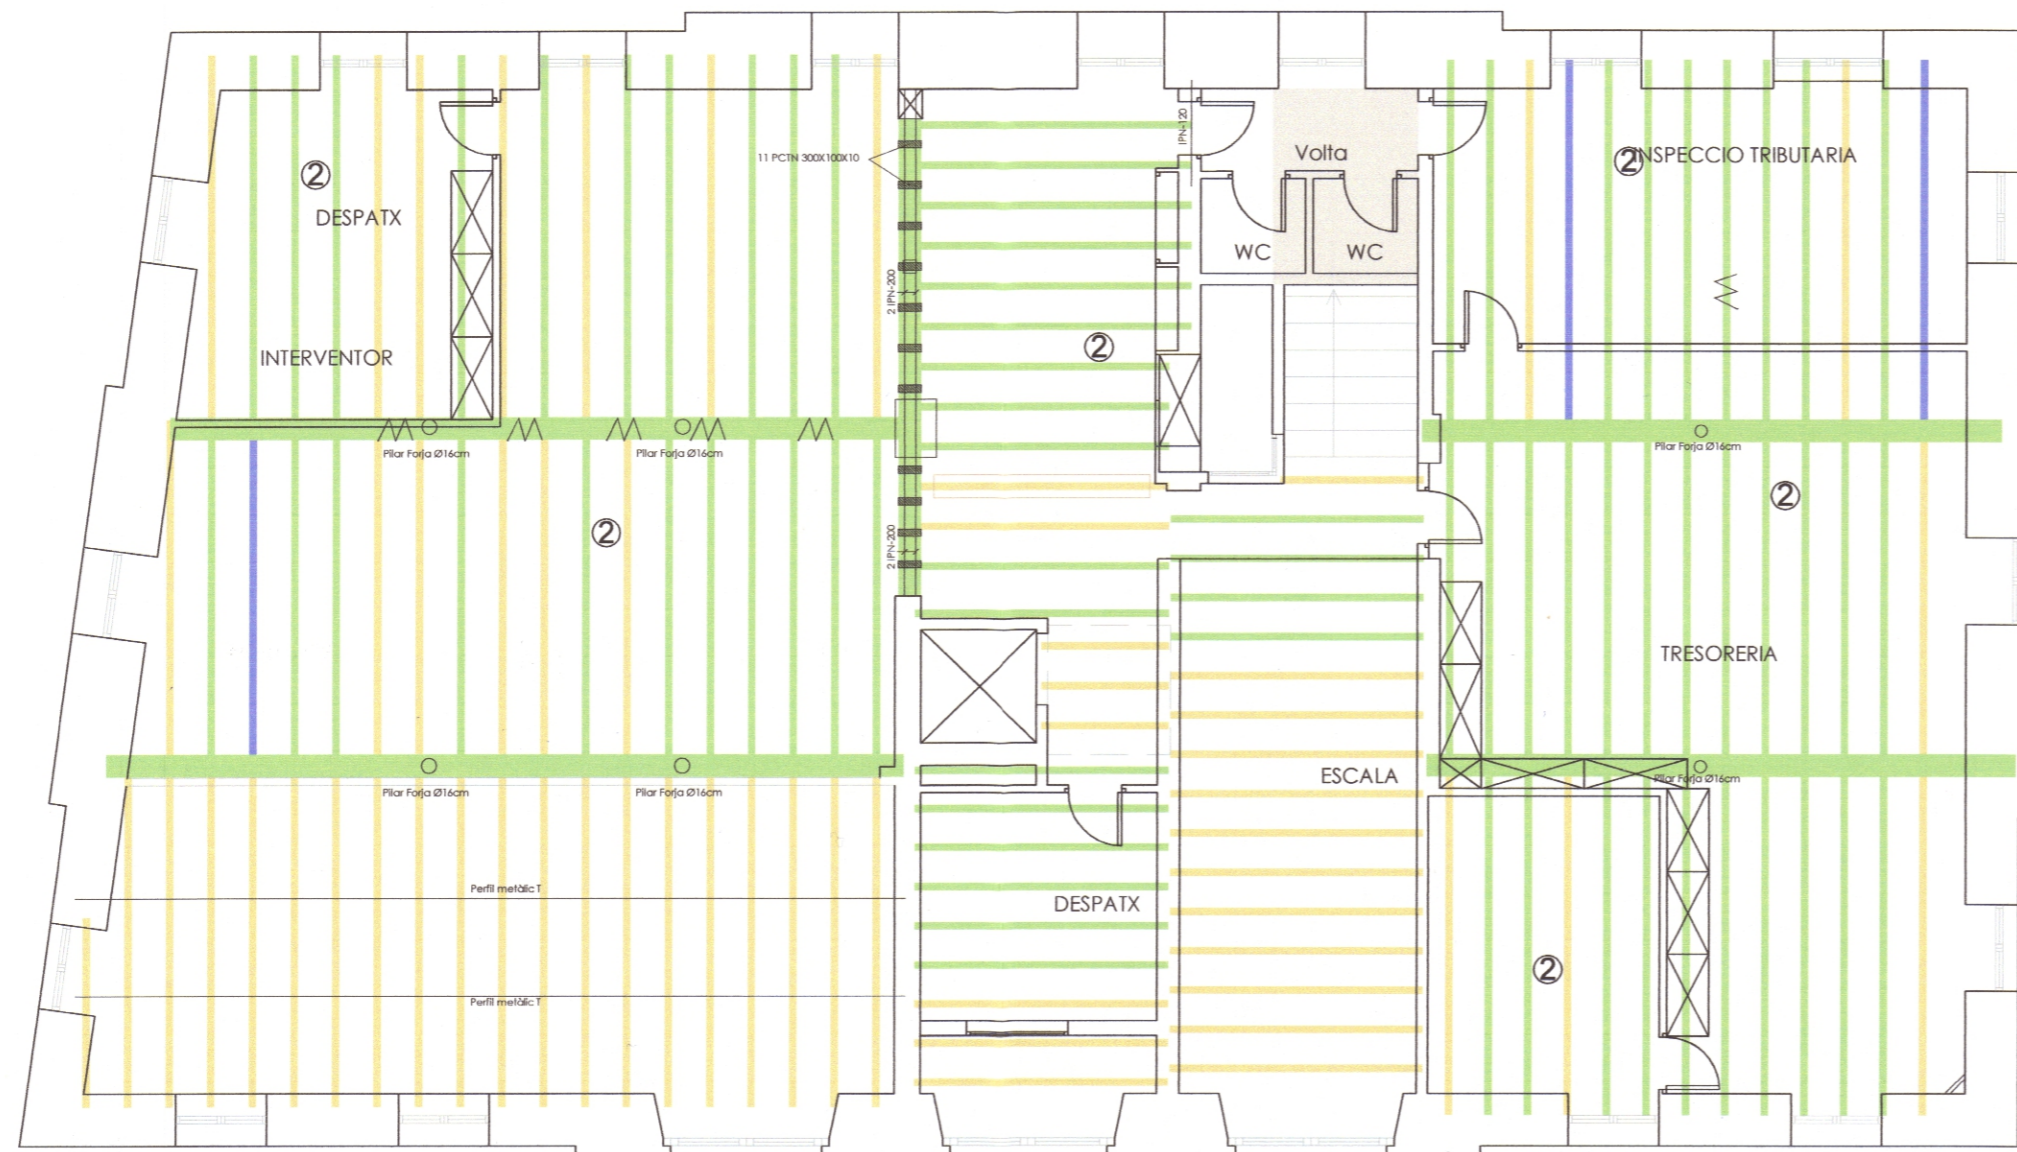 IPN-120
Volta
11 PCTN 300X100X10
②
②
INSPECCIO TRIBUTARIA
DESPATX
WC
WC
2 IPN-200
②
INTERVENTOR
Pilar Forja Ø16cm
Pilar Forja Ø16cm
Pilar Forja Ø16cm
②
②
2 IPN-200
TRESORERIA
ESCALA
Pilar Forja Ø16cm
Pilar Forja Ø16cm
Pilar Forja Ø16cm
Perfil metàlic T
DESPATX
②
Perfil metàlic T